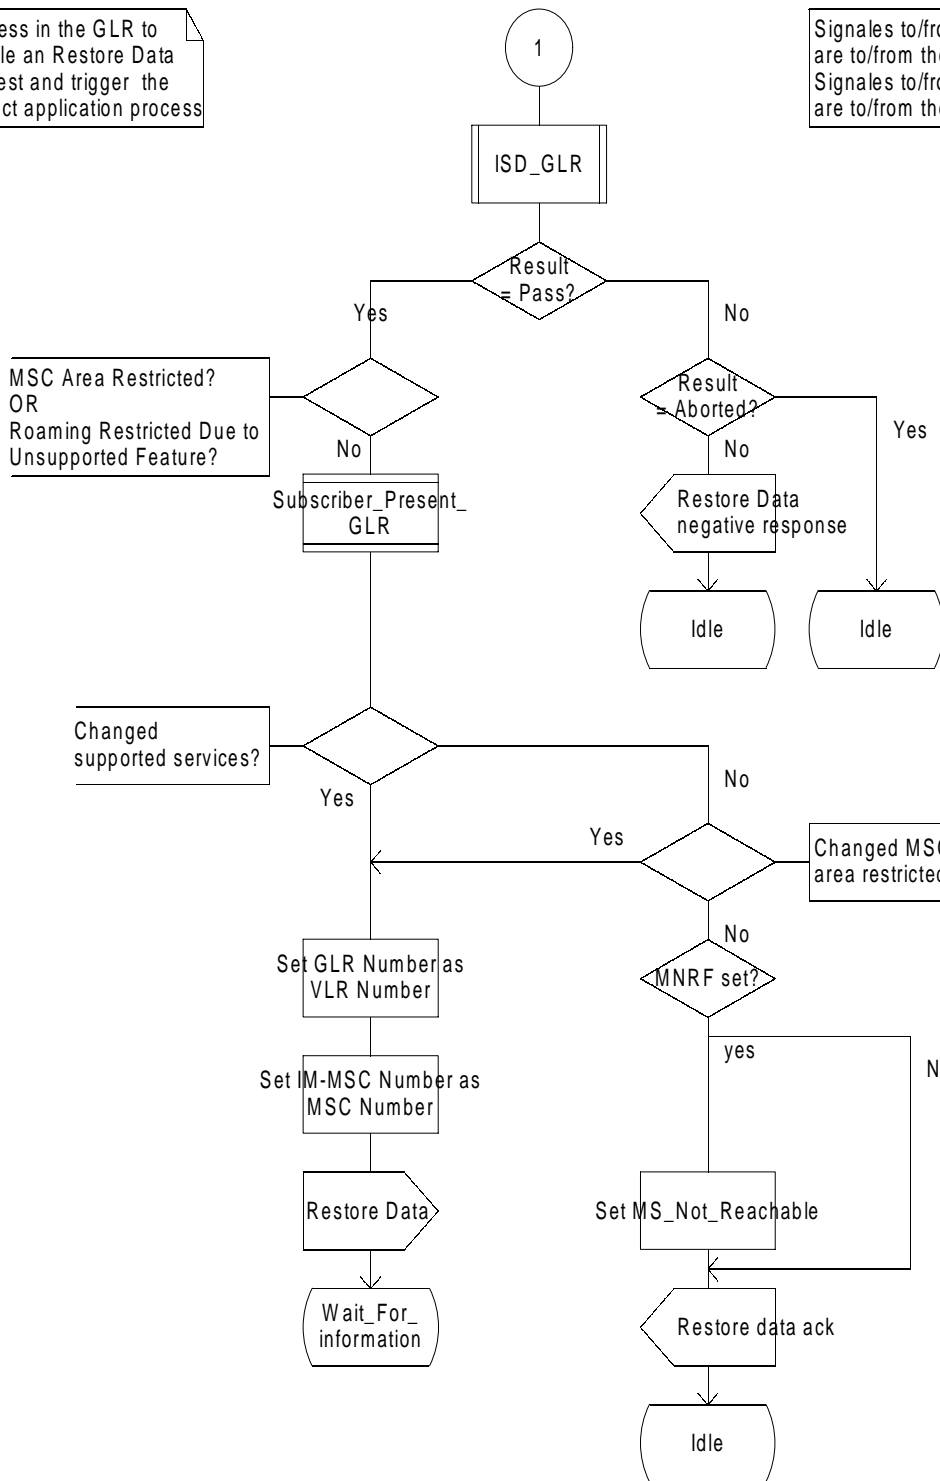 ess in the GLR to
le an Restore Data
est and trigger the
ct application process
Signales to/fro
are to/from the
Signales to/fro
are to/from the
1
ISD_GLR
Result
= Pass?
Yes
No
MSC Area Restricted?
OR
Roaming Restricted Due to
Unsupported Feature?
Result
= Aborted?
Yes
No
No
Subscriber_Present_
GLR
Restore Data
negative response
Idle
Idle
Changed
supported services?
No
Yes
Yes
Changed MSC
area restricted
No
Set GLR Number as
VLR Number
MNRF set?
yes
N
Set IM-MSC Number as
MSC Number
Restore Data
Set MS_Not_Reachable
Wait_For_
information
Restore data ack
Idle